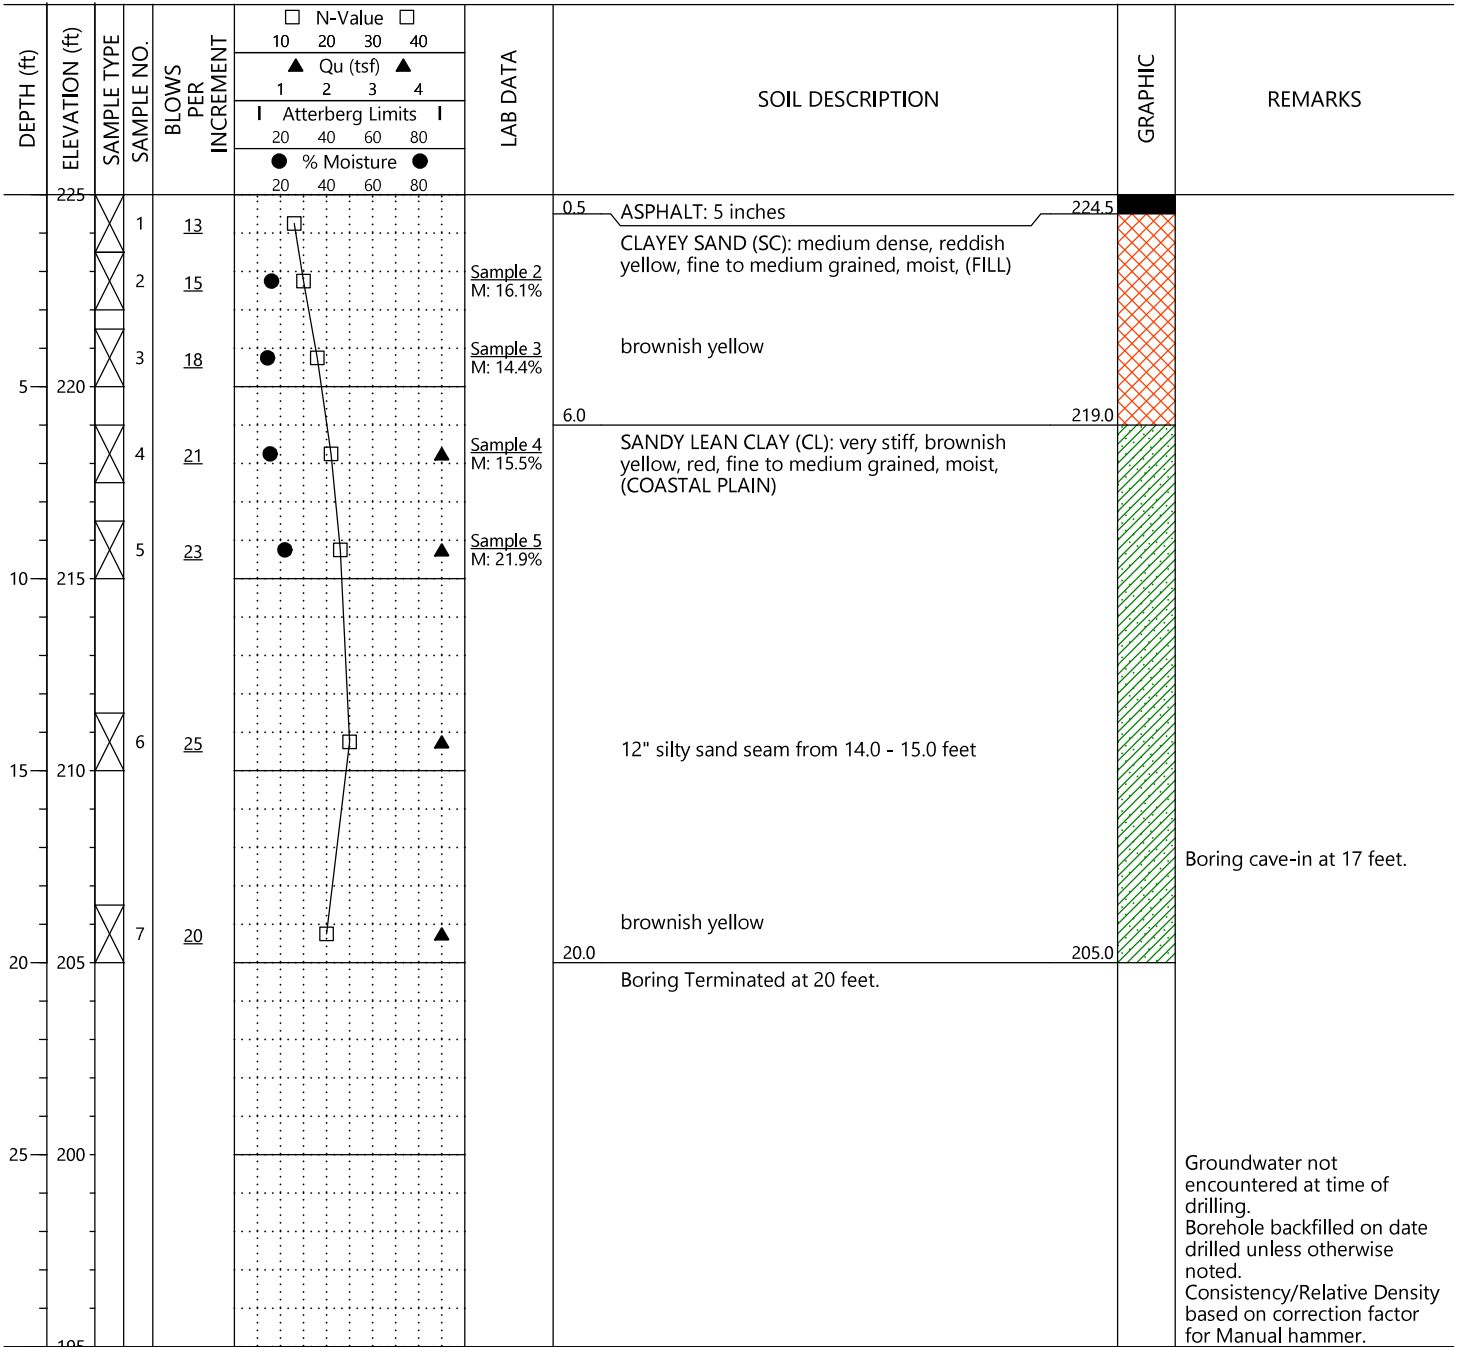 DEPTH (ft)
ELEVATION (ft)
SAMPLE TYPE
SAMPLE NO.
BLOWS
PER
INCREMENT
N-Value
10 20 30 40
Qu (tsf)
1 2 3 4
Atterberg Limits
20 40 60 80
% Moisture
20 40 60 80
LAB DATA
SOIL DESCRIPTION
GRAPHIC
REMARKS
225
0.5 ASPHALT: 5 inches 224.5
1 13
CLAYEY SAND (SC): medium dense, reddish
yellow, fine to medium grained, moist, (FILL)
2 15
Sample 2
M: 16.1%
3 18
Sample 3
M: 14.4%
brownish yellow
5 220
6.0 219.0
4 21
Sample 4
M: 15.5%
SANDY LEAN CLAY (CL): very stiff, brownish
yellow, red, fine to medium grained, moist,
(COASTAL PLAIN)
5 23
Sample 5
M: 21.9%
10 215
6 25
12" silty sand seam from 14.0 - 15.0 feet
15 210
Boring cave-in at 17 feet.
7 20
brownish yellow
20.0 205.0
20 205
Boring Terminated at 20 feet.
25 200
Groundwater not
encountered at time of
drilling.
Borehole backfilled on date
drilled unless otherwise
noted.
Consistency/Relative Density
based on correction factor
for Manual hammer.
195